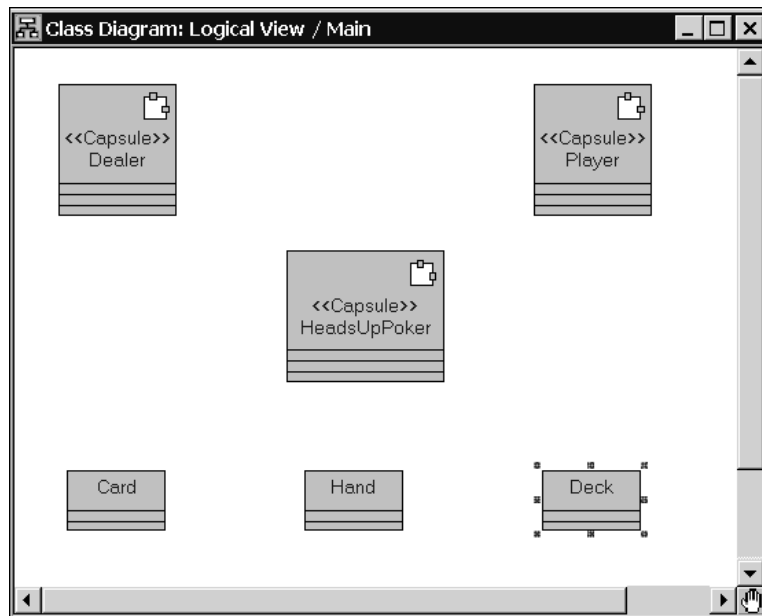 Class Diagram: Logical View / Main
<<Capsule>>
Dealer
<<Capsule>>
Player
<<Capsule>>
HeadsUpPoker
Card
Hand
Deck